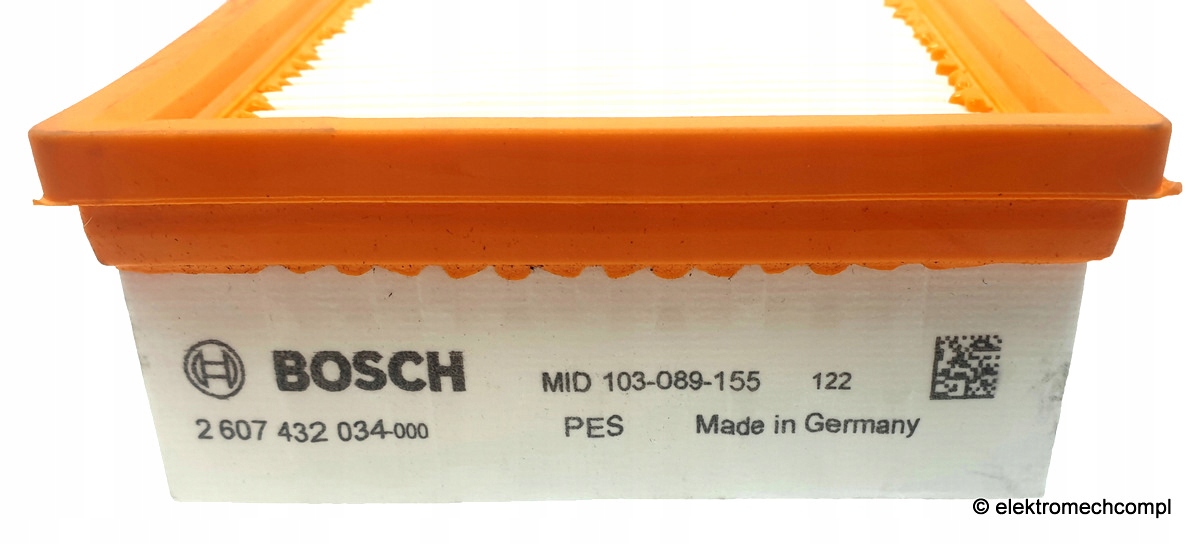 BOSCH
MID 103-089-155 122
2 607 432 034-000
PES Made in Germany
© elektromechcompl